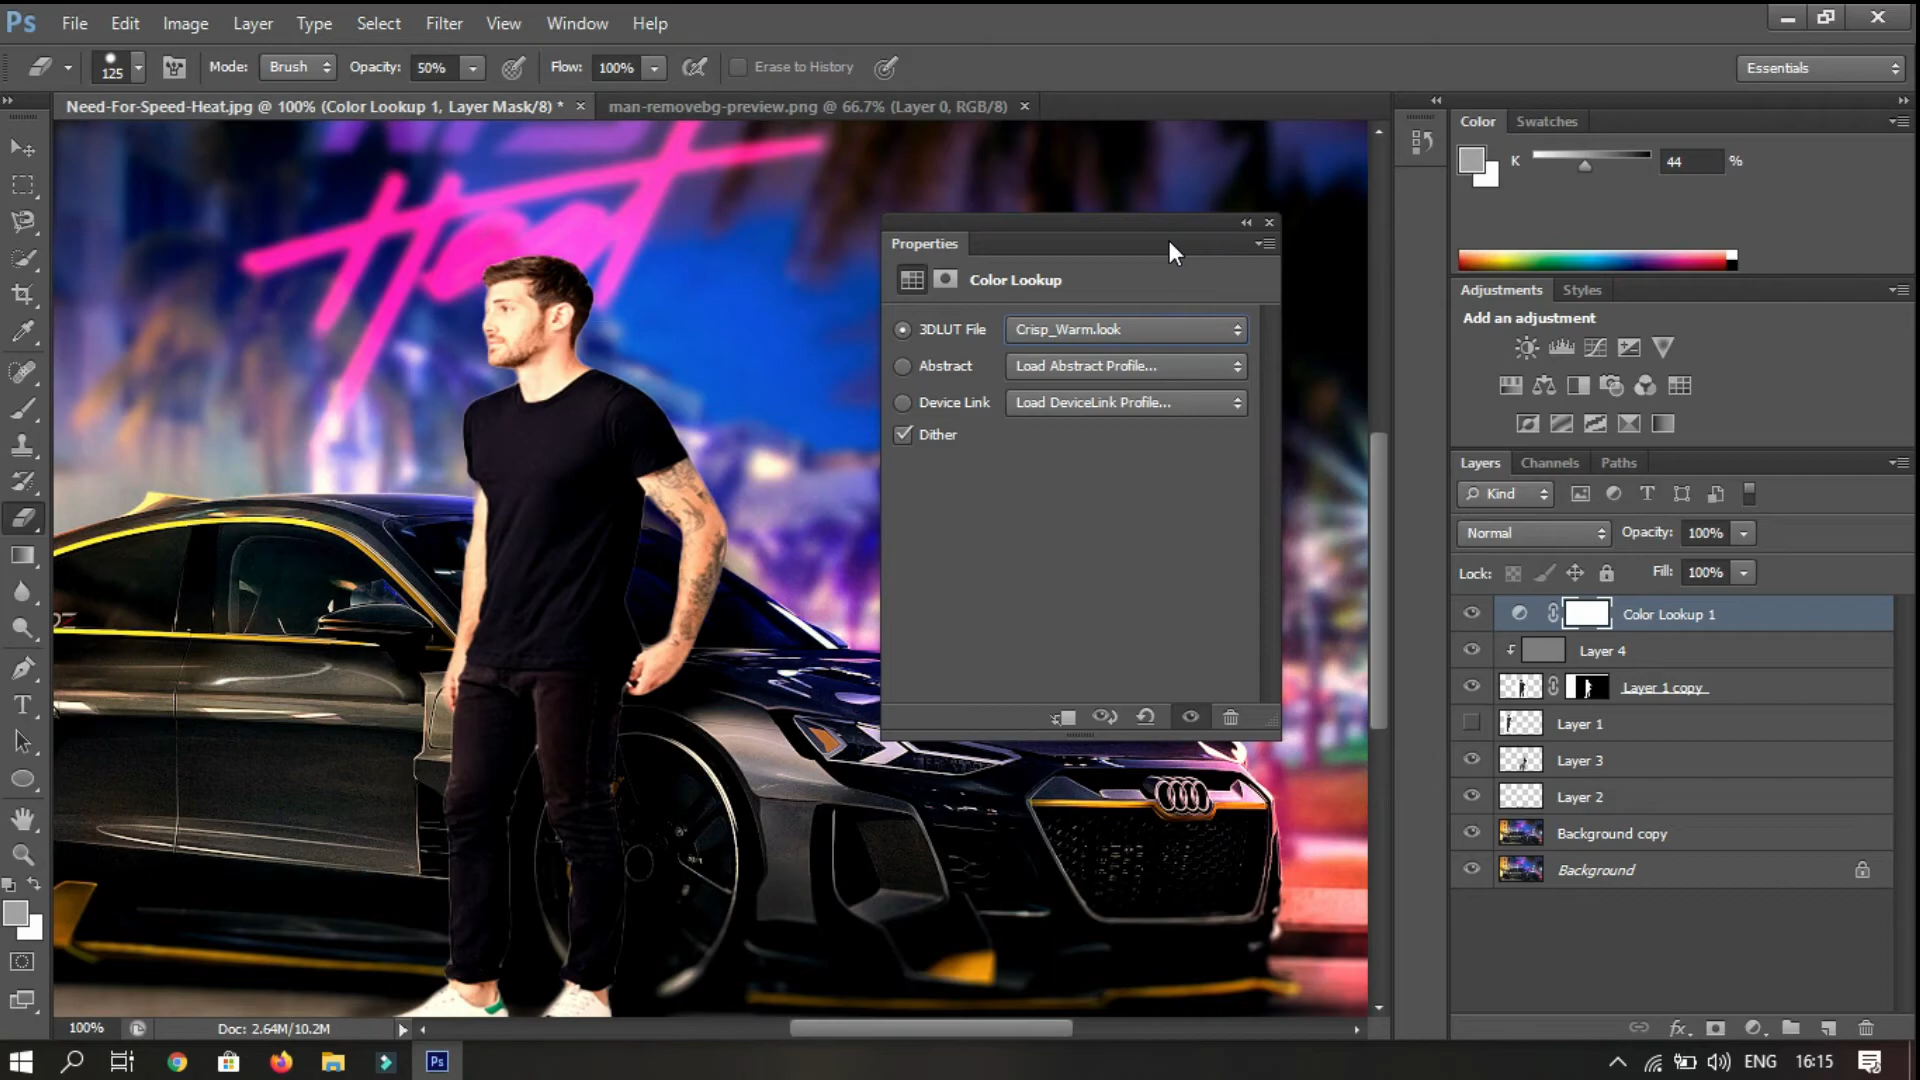 Ps File Edit Image Layer Type Select Filter View Window Help
125 Mode: Brush Opacity: 50% Flow: 100% Erase to History Essentials
Need-For-Speed-Heat.jpg @ 100% (Color Lookup 1, Layer Mask/8) * × man-removebg-preview.png @ 66.7% (Layer 0, RGB/8) ×
Color Swatches
K 44 %
Heat
Properties
Color Lookup
3DLUT File Crisp_Warm.look
Abstract Load Abstract Profile...
Device Link Load DeviceLink Profile...
Dither
Adjustments Styles
Add an adjustment
Layers Channels Paths
Kind
Normal Opacity: 100%
Lock: Fill: 100%
Color Lookup 1
Layer 4
Layer 1 copy
Layer 1
Layer 3
Layer 2
Background copy
Background
fx
100% Doc: 2.64M/10.2M
Ps ENG 16:15